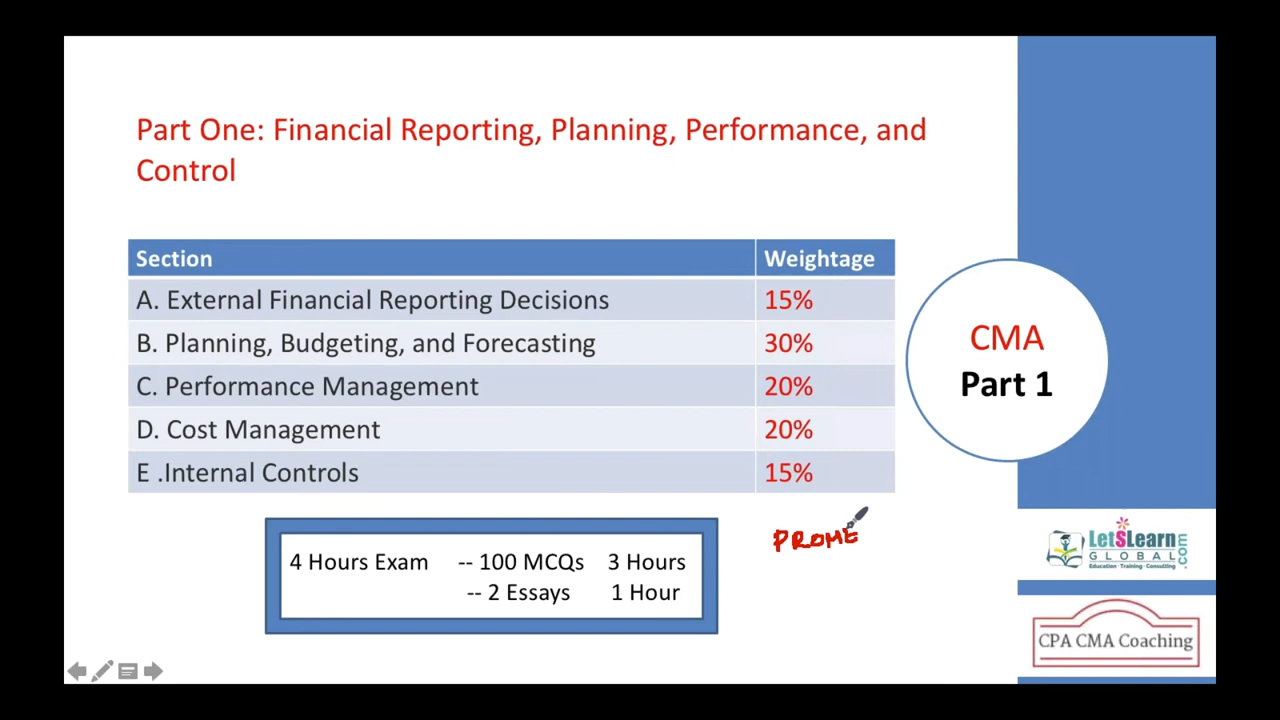 Part One: Financial Reporting, Planning, Performance, and
Control
Section Weightage
A. External Financial Reporting Decisions 15%
B. Planning, Budgeting, and Forecasting 30%
C. Performance Management 20%
D. Cost Management 20%
E .Internal Controls 15%
CMA
Part 1
PROME
4 Hours Exam -- 100 MCQs 3 Hours
-- 2 Essays 1 Hour
LetSLearn
GLOBAL
.com
Education · Training · Consulting
CPA CMA Coaching